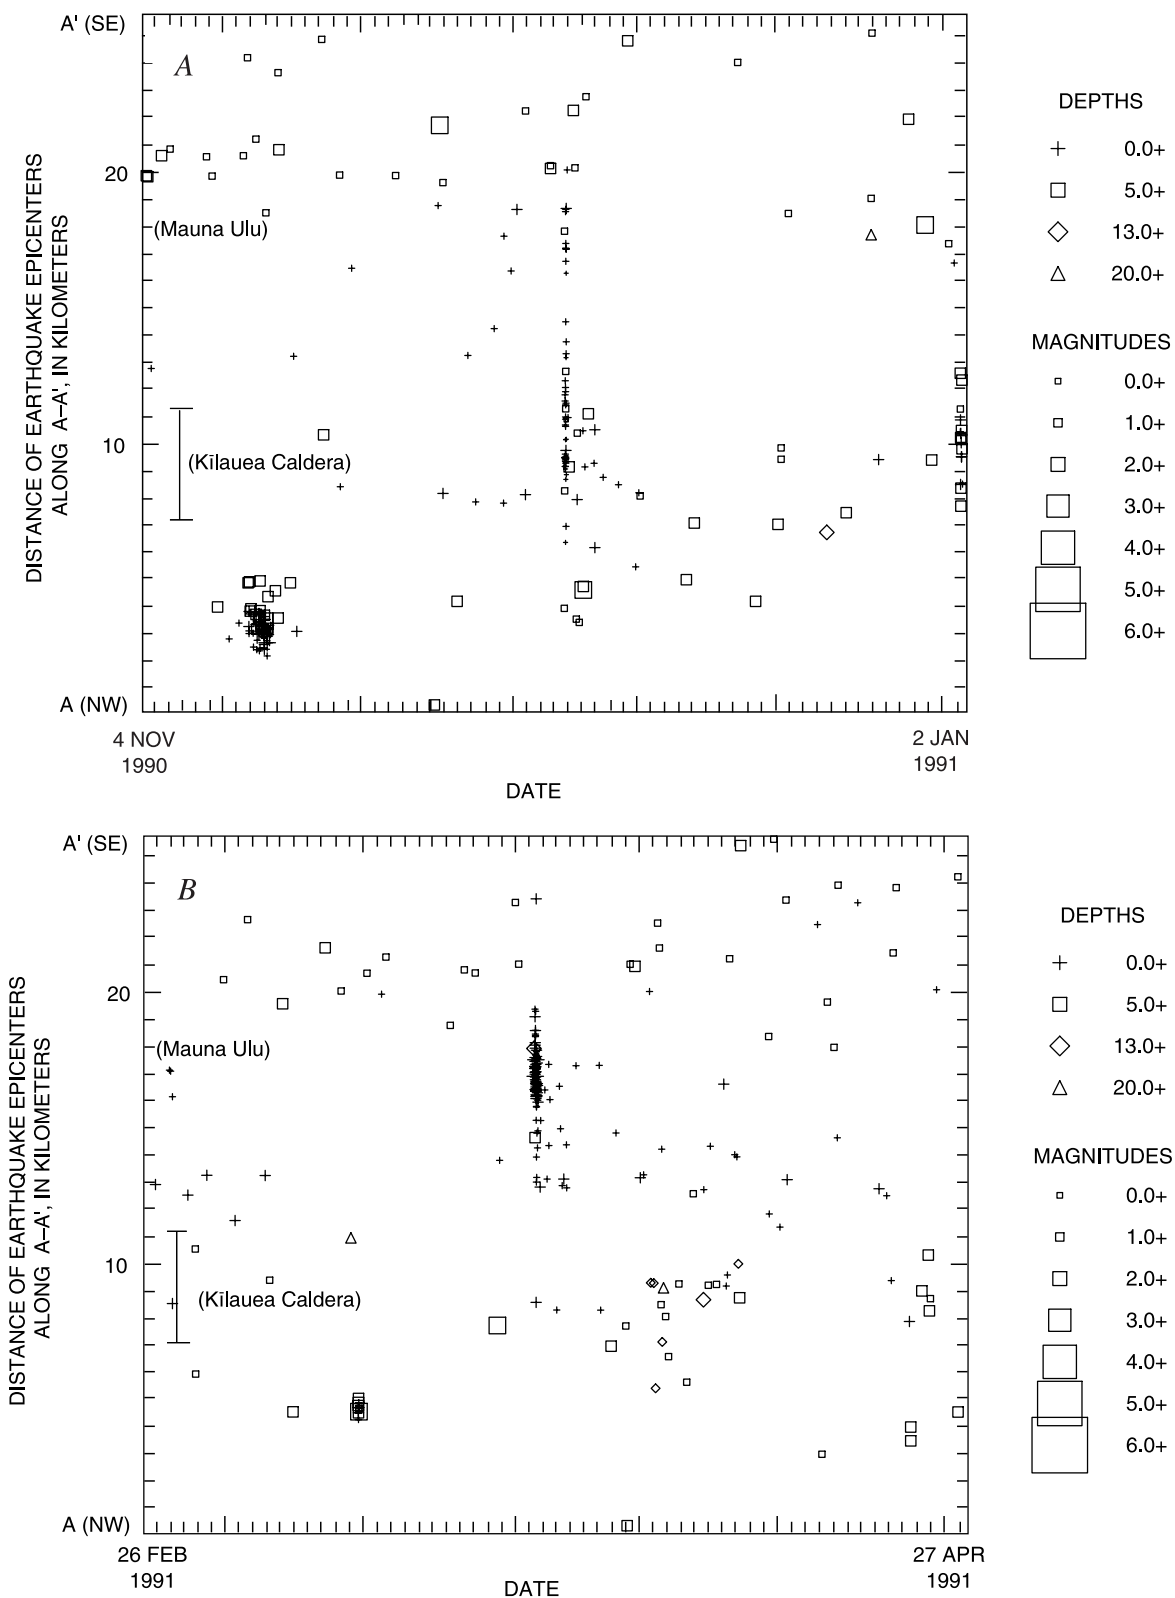 A' (SE)
A
20
(Mauna Ulu)
10
(Kīlauea Caldera)
A (NW)
DISTANCE OF EARTHQUAKE EPICENTERS
ALONG A–A', IN KILOMETERS
4 NOV
1990
2 JAN
1991
DATE
DEPTHS
0.0+
5.0+
13.0+
20.0+
MAGNITUDES
0.0+
1.0+
2.0+
3.0+
4.0+
5.0+
6.0+
A' (SE)
B
20
(Mauna Ulu)
10
(Kīlauea Caldera)
A (NW)
DISTANCE OF EARTHQUAKE EPICENTERS
ALONG A–A', IN KILOMETERS
26 FEB
1991
27 APR
1991
DATE
DEPTHS
0.0+
5.0+
13.0+
20.0+
MAGNITUDES
0.0+
1.0+
2.0+
3.0+
4.0+
5.0+
6.0+